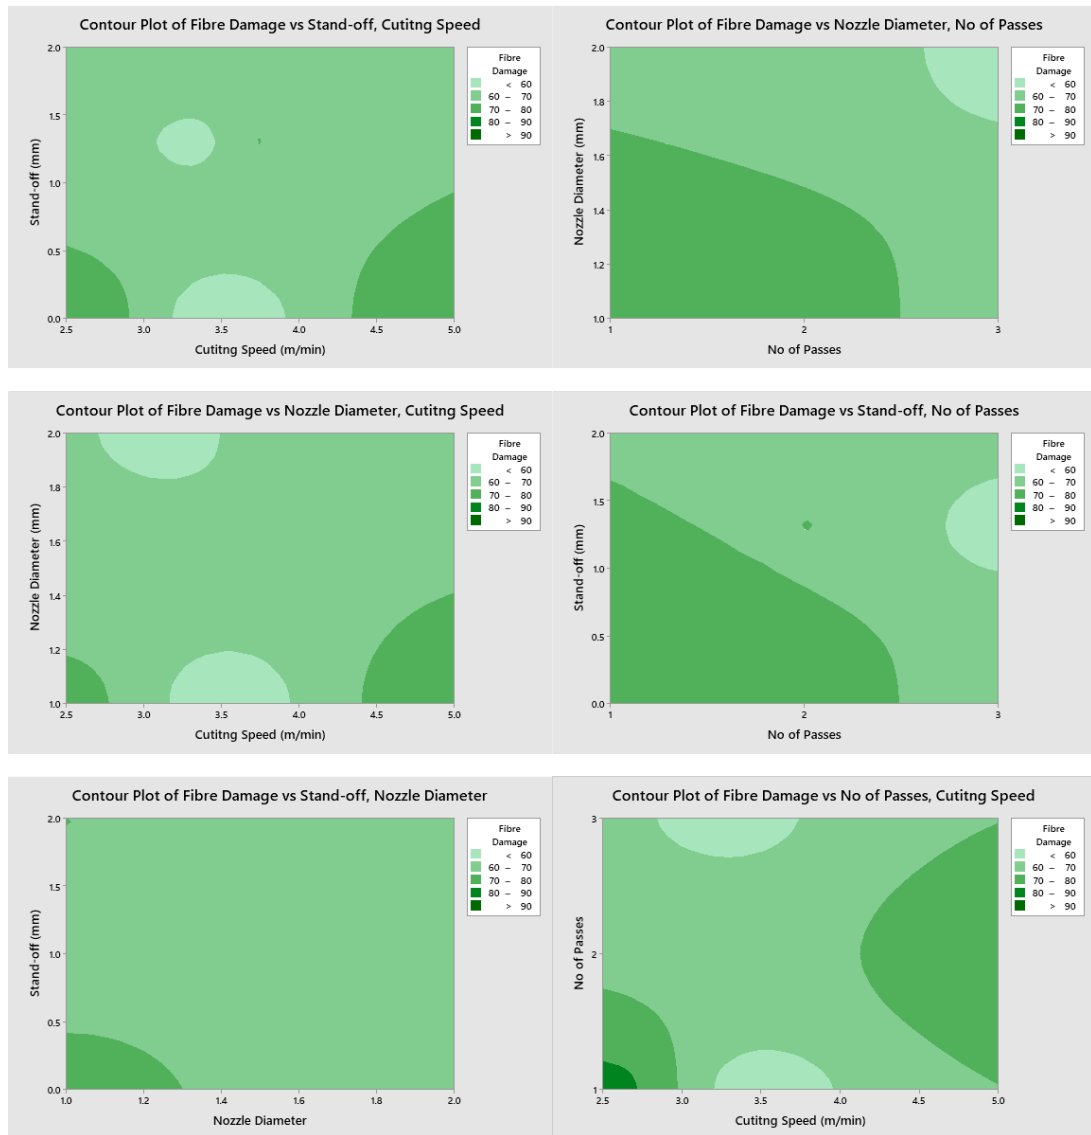 Contour Plot of Fibre Damage vs Stand-off, Cutitng Speed
Fibre
Damage
< 60
60 – 70
70 – 80
80 – 90
> 90
Stand-off (mm)
2.0
1.5
1.0
0.5
0.0
2.5 3.0 3.5 4.0 4.5 5.0
Cutitng Speed (m/min)
Contour Plot of Fibre Damage vs Nozzle Diameter, No of Passes
Fibre
Damage
< 60
60 – 70
70 – 80
80 – 90
> 90
Nozzle Diameter (mm)
2.0
1.8
1.6
1.4
1.2
1.0
1 2 3
No of Passes
Contour Plot of Fibre Damage vs Nozzle Diameter, Cutitng Speed
Fibre
Damage
< 60
60 – 70
70 – 80
80 – 90
> 90
Nozzle Diameter (mm)
2.0
1.8
1.6
1.4
1.2
1.0
2.5 3.0 3.5 4.0 4.5 5.0
Cutitng Speed (m/min)
Contour Plot of Fibre Damage vs Stand-off, No of Passes
Fibre
Damage
< 60
60 – 70
70 – 80
80 – 90
> 90
Stand-off (mm)
2.0
1.5
1.0
0.5
0.0
1 2 3
No of Passes
Contour Plot of Fibre Damage vs Stand-off, Nozzle Diameter
Fibre
Damage
< 60
60 – 70
70 – 80
80 – 90
> 90
Stand-off (mm)
2.0
1.5
1.0
0.5
0.0
1.0 1.2 1.4 1.6 1.8 2.0
Nozzle Diameter
Contour Plot of Fibre Damage vs No of Passes, Cutitng Speed
Fibre
Damage
< 60
60 – 70
70 – 80
80 – 90
> 90
No of Passes
3
2
1
2.5 3.0 3.5 4.0 4.5 5.0
Cutitng Speed (m/min)